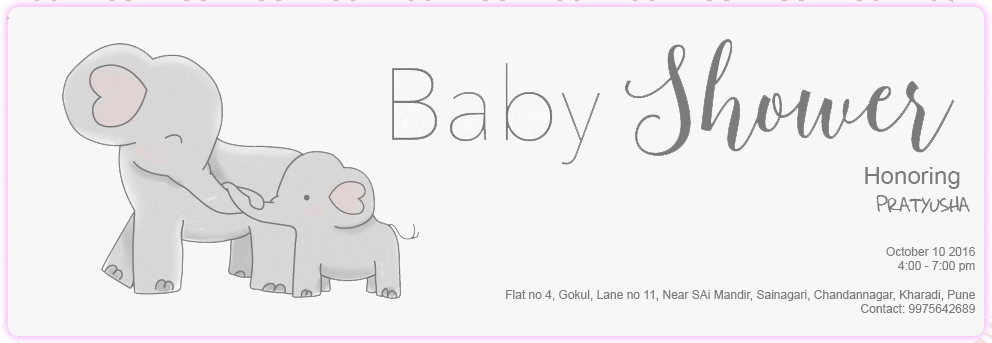 Baby Shower
Honoring
PRATYUSHA
October 10 2016
4:00 - 7:00 pm
Flat no 4, Gokul, Lane no 11, Near SAi Mandir, Sainagari, Chandannagar, Kharadi, Pune
Contact: 9975642689